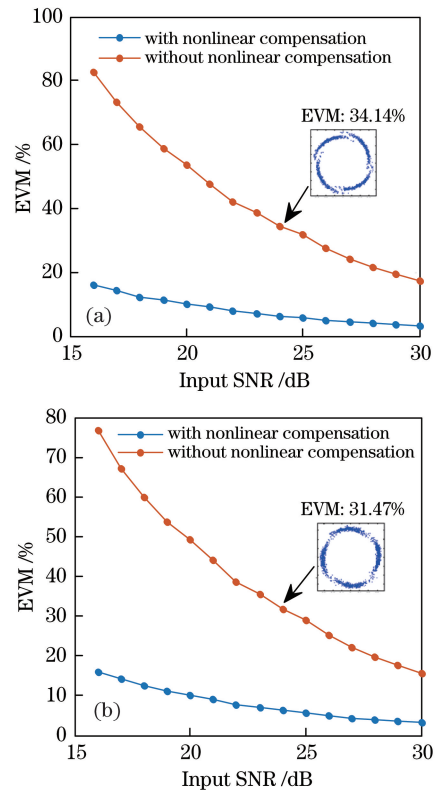 100
with nonlinear compensation
without nonlinear compensation
80
EVM: 34.14%
60
EVM /%
40
20
(a)
0
15 20 25 30
Input SNR /dB
80
with nonlinear compensation
70
without nonlinear compensation
60
EVM: 31.47%
50
EVM /%
40
30
20
10
(b)
0
15 20 25 30
Input SNR /dB